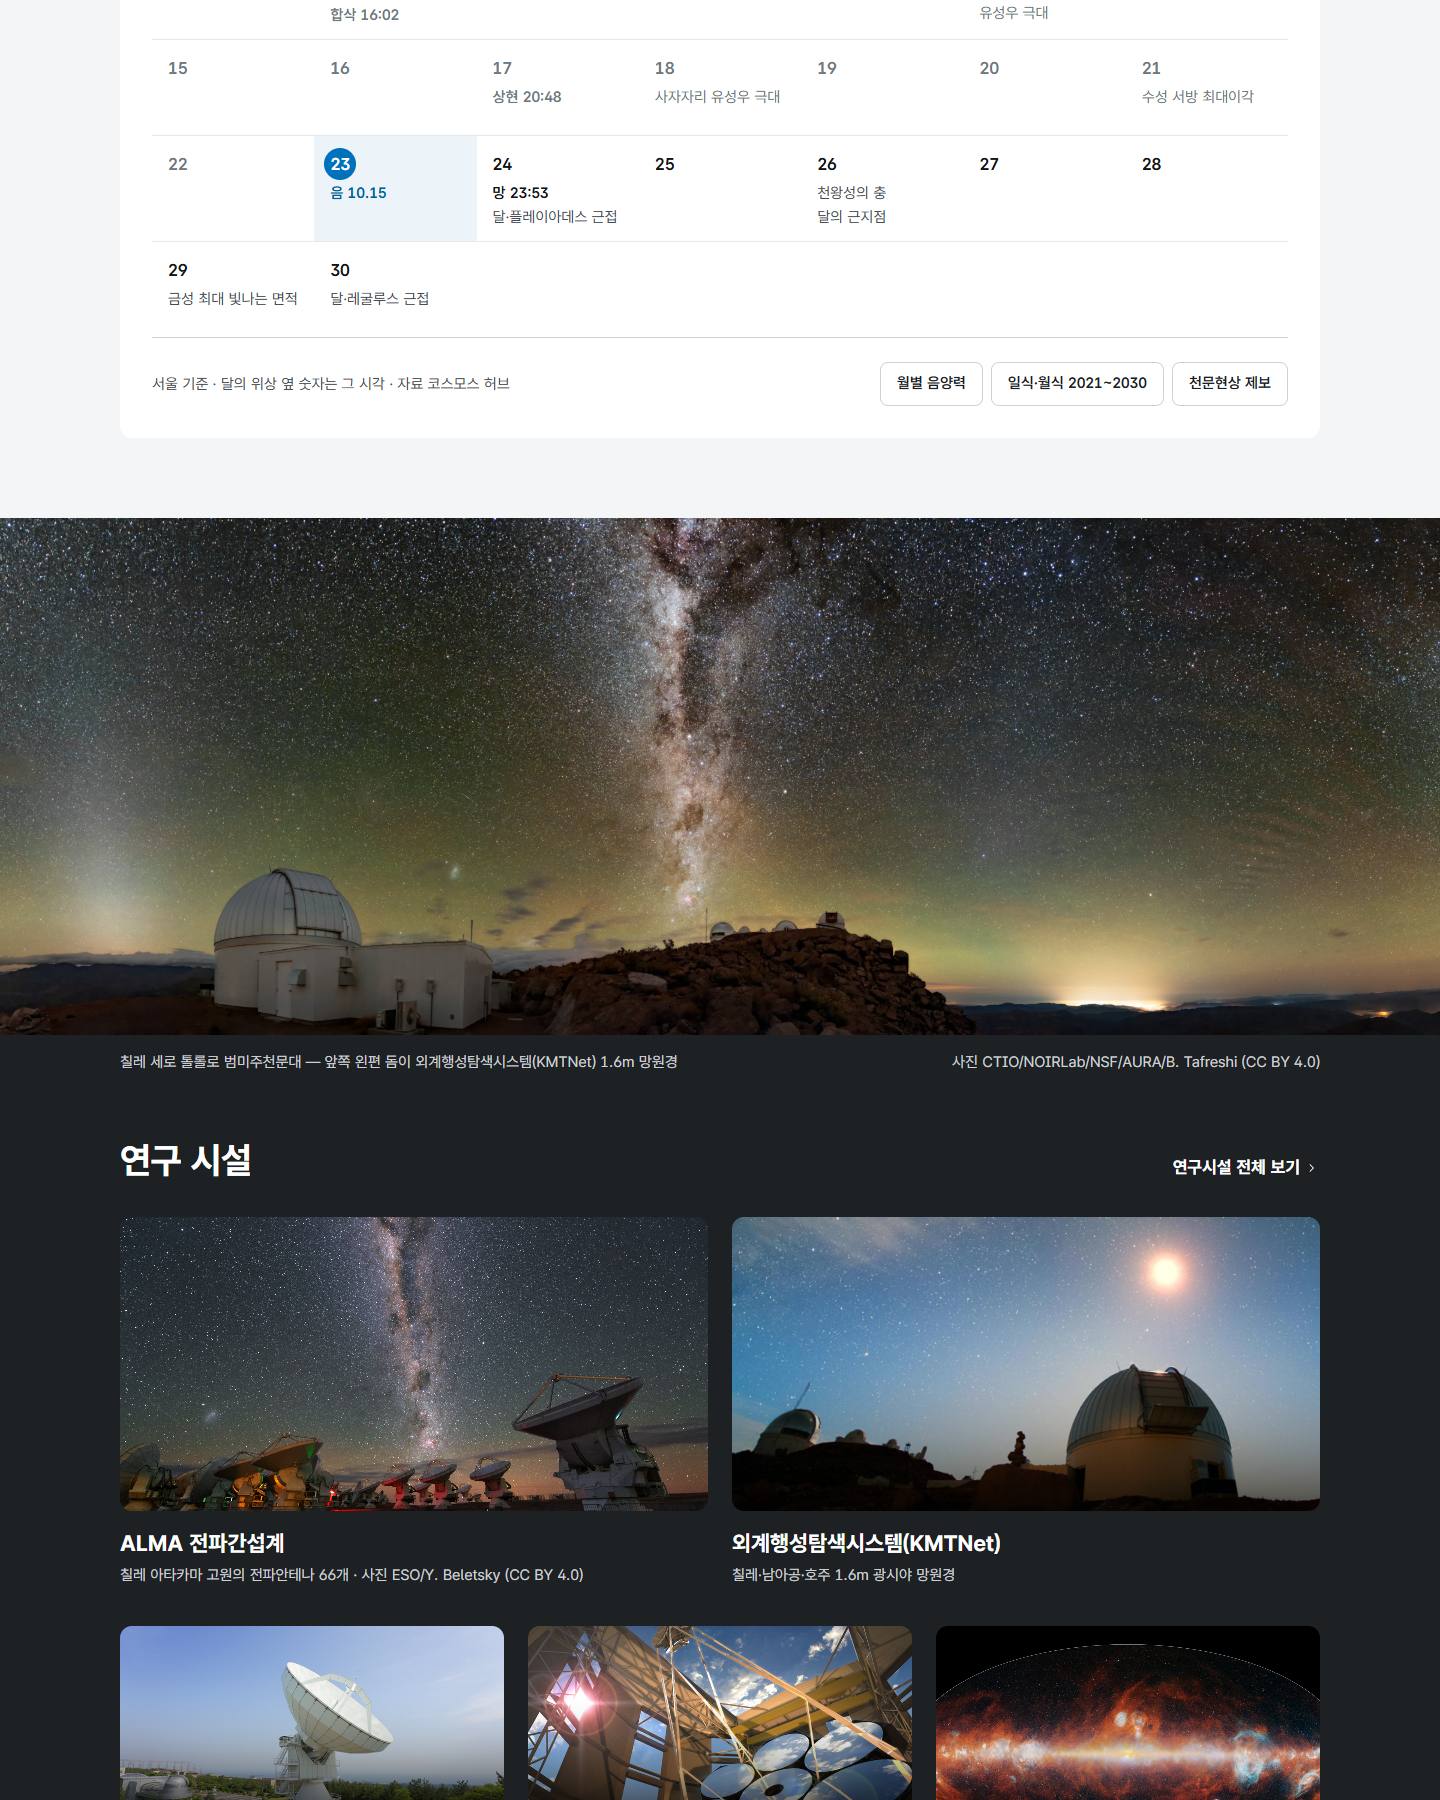 합삭 16:02
유성우 극대
15 16 17 18 19 20 21
상현 20:48
사자자리 유성우 극대
수성 서방 최대이각
22 23 24 25 26 27 28
음 10.15
망 23:53
달·플레이아데스 근접
천왕성의 충
달의 근지점
29 30
금성 최대 빛나는 면적
달·레굴루스 근접
서울 기준 · 달의 위상 옆 숫자는 그 시각 · 자료 코스모스 허브
월별 음양력
일식·월식 2021~2030
천문현상 제보
칠레 세로 톨롤로 범미주천문대 — 앞쪽 왼편 돔이 외계행성탐색시스템(KMTNet) 1.6m 망원경
사진 CTIO/NOIRLab/NSF/AURA/B. Tafreshi (CC BY 4.0)
연구 시설
연구시설 전체 보기
ALMA 전파간섭계
칠레 아타카마 고원의 전파안테나 66개 · 사진 ESO/Y. Beletsky (CC BY 4.0)
외계행성탐색시스템(KMTNet)
칠레·남아공·호주 1.6m 광시야 망원경